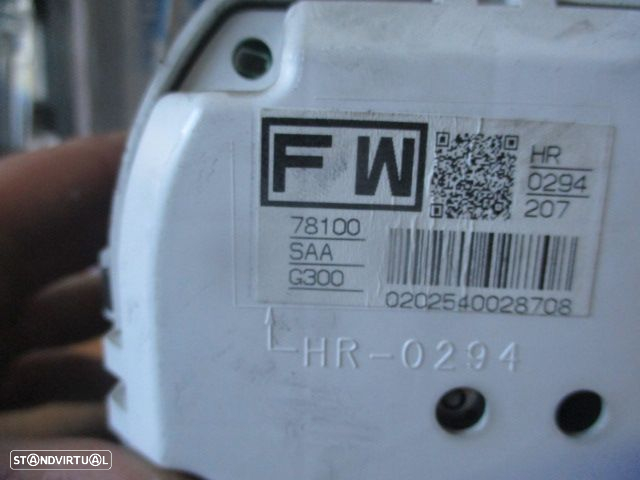 FW
HR
0294
207
78100
SAA
G300
0202540028708
HR-0294
STANDVIRTUAL